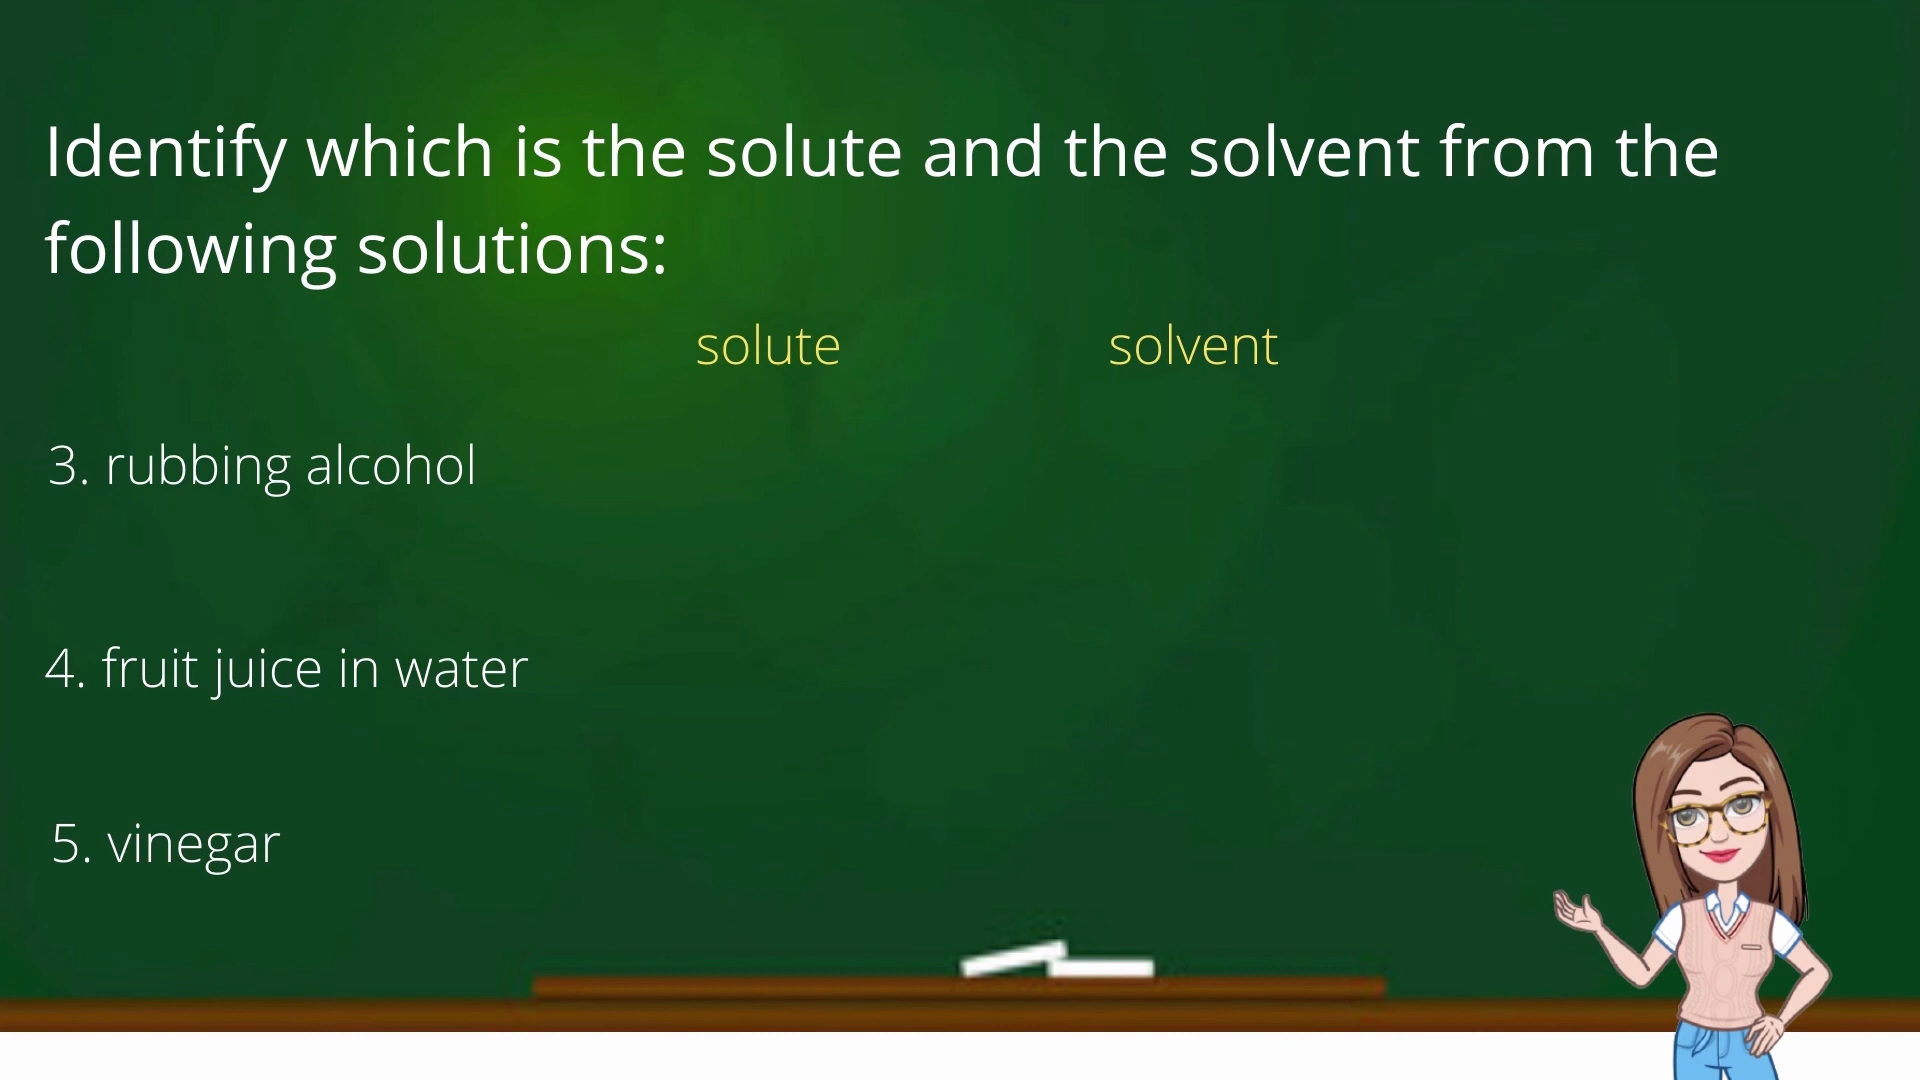 Identify which is the solute and the solvent from the
following solutions:
solute solvent
3. rubbing alcohol
4. fruit juice in water
5. vinegar